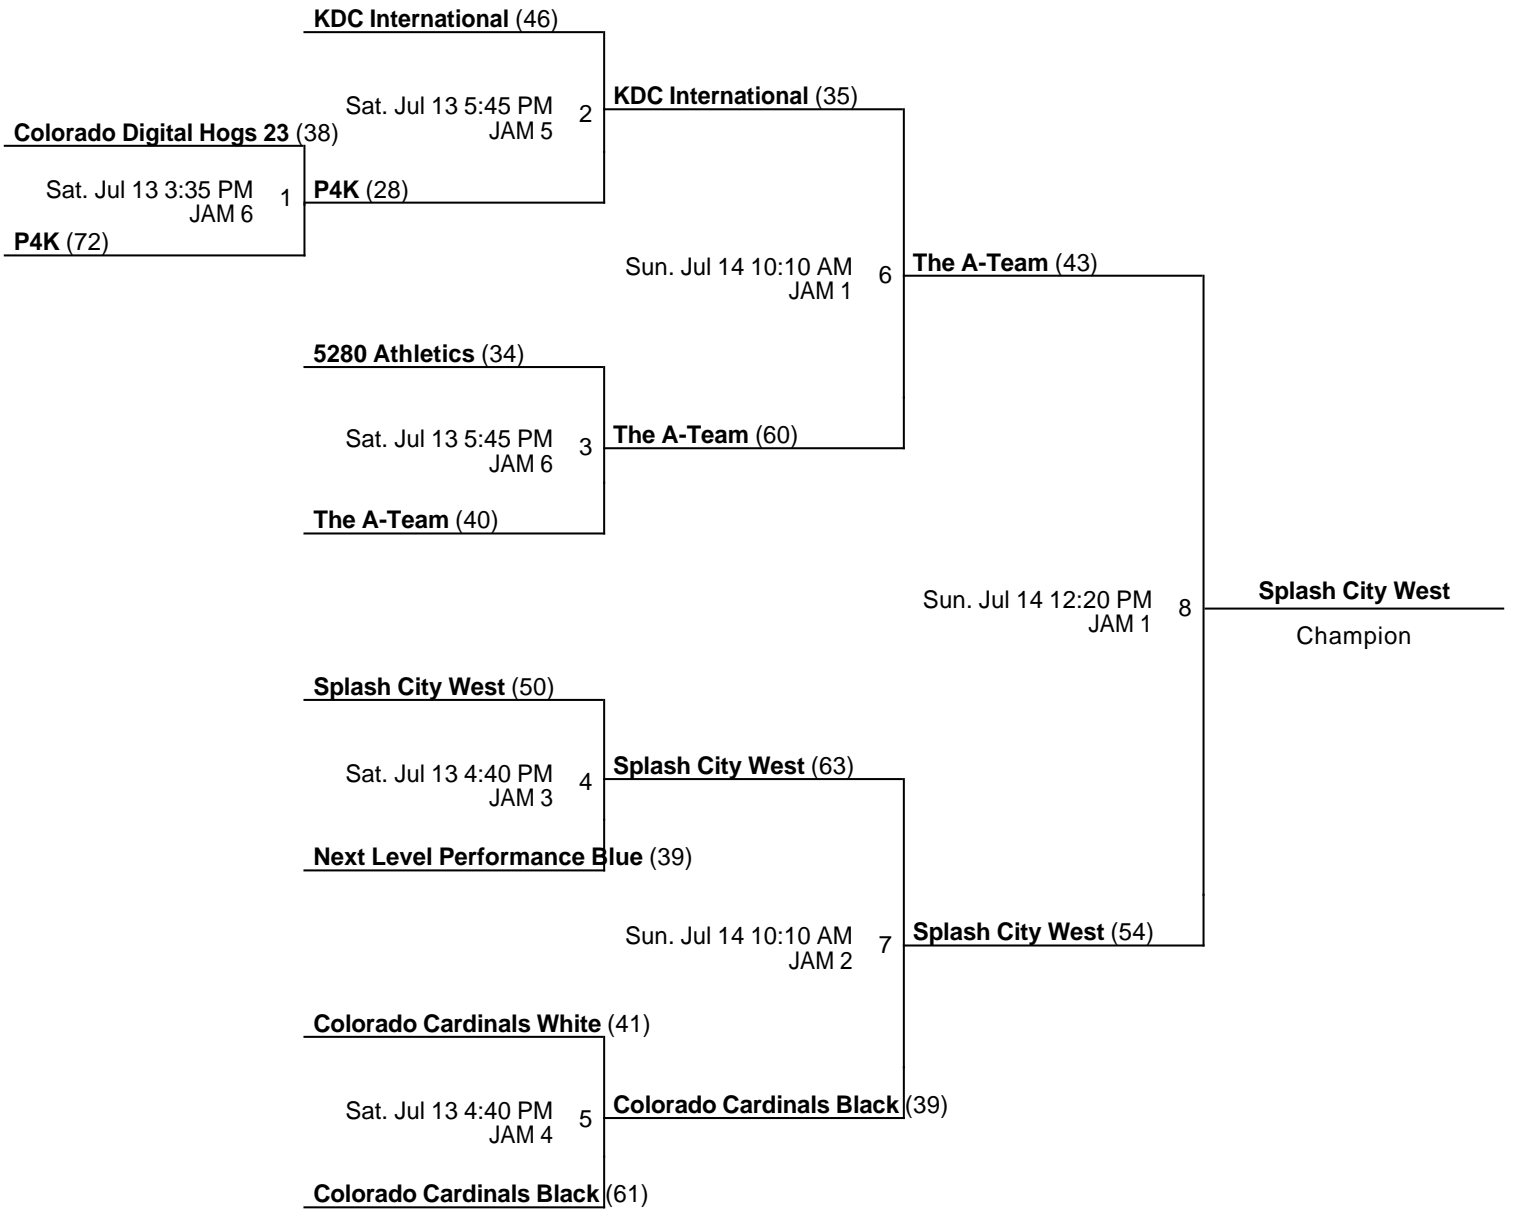 KDC International (46)
Sat. Jul 13 5:45 PM
JAM 5
2
KDC International (35)
Colorado Digital Hogs 23 (38)
Sat. Jul 13 3:35 PM
JAM 6
1
P4K (28)
P4K (72)
Sun. Jul 14 10:10 AM
JAM 1
6
The A-Team (43)
5280 Athletics (34)
Sat. Jul 13 5:45 PM
JAM 6
3
The A-Team (60)
The A-Team (40)
Sun. Jul 14 12:20 PM
JAM 1
8
Splash City West
Champion
Splash City West (50)
Sat. Jul 13 4:40 PM
JAM 3
4
Splash City West (63)
Next Level Performance Blue (39)
Sun. Jul 14 10:10 AM
JAM 2
7
Splash City West (54)
Colorado Cardinals White (41)
Sat. Jul 13 4:40 PM
JAM 4
5
Colorado Cardinals Black (39)
Colorado Cardinals Black (61)